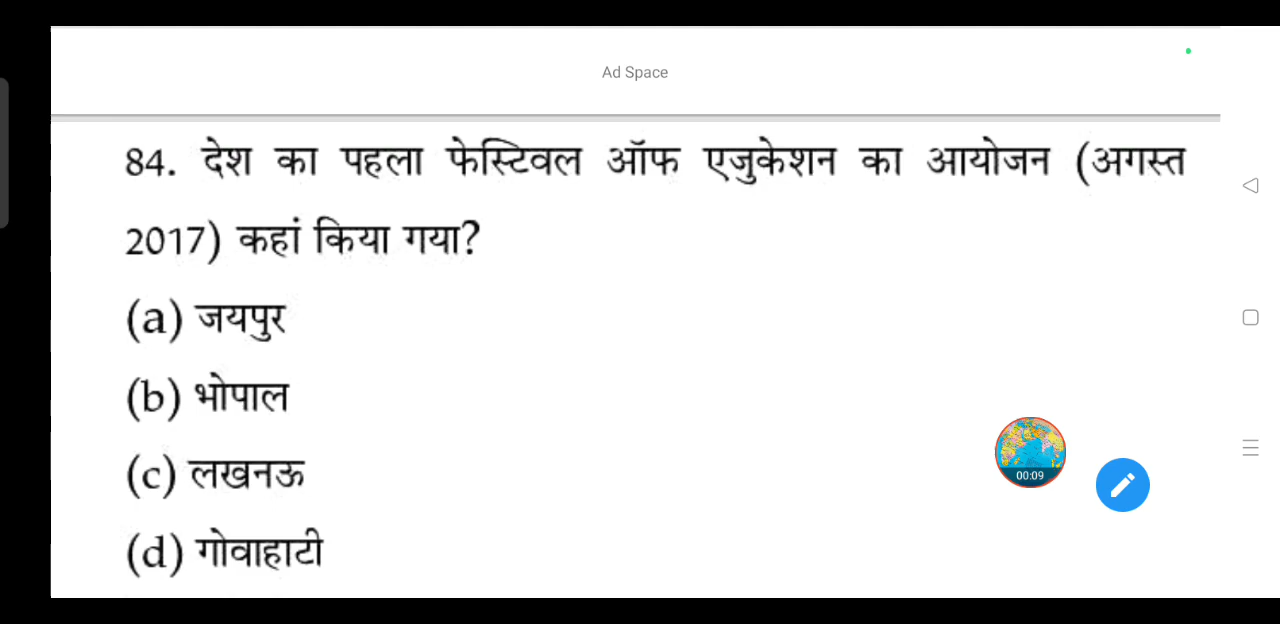 Ad Space
84. देश का पहला फेस्टिवल ऑफ एजुकेशन का आयोजन (अगस्त
2017) कहां किया गया?
(a) जयपुर
(b) भोपाल
(c) लखनऊ
(d) गोवाहाटी
00:09